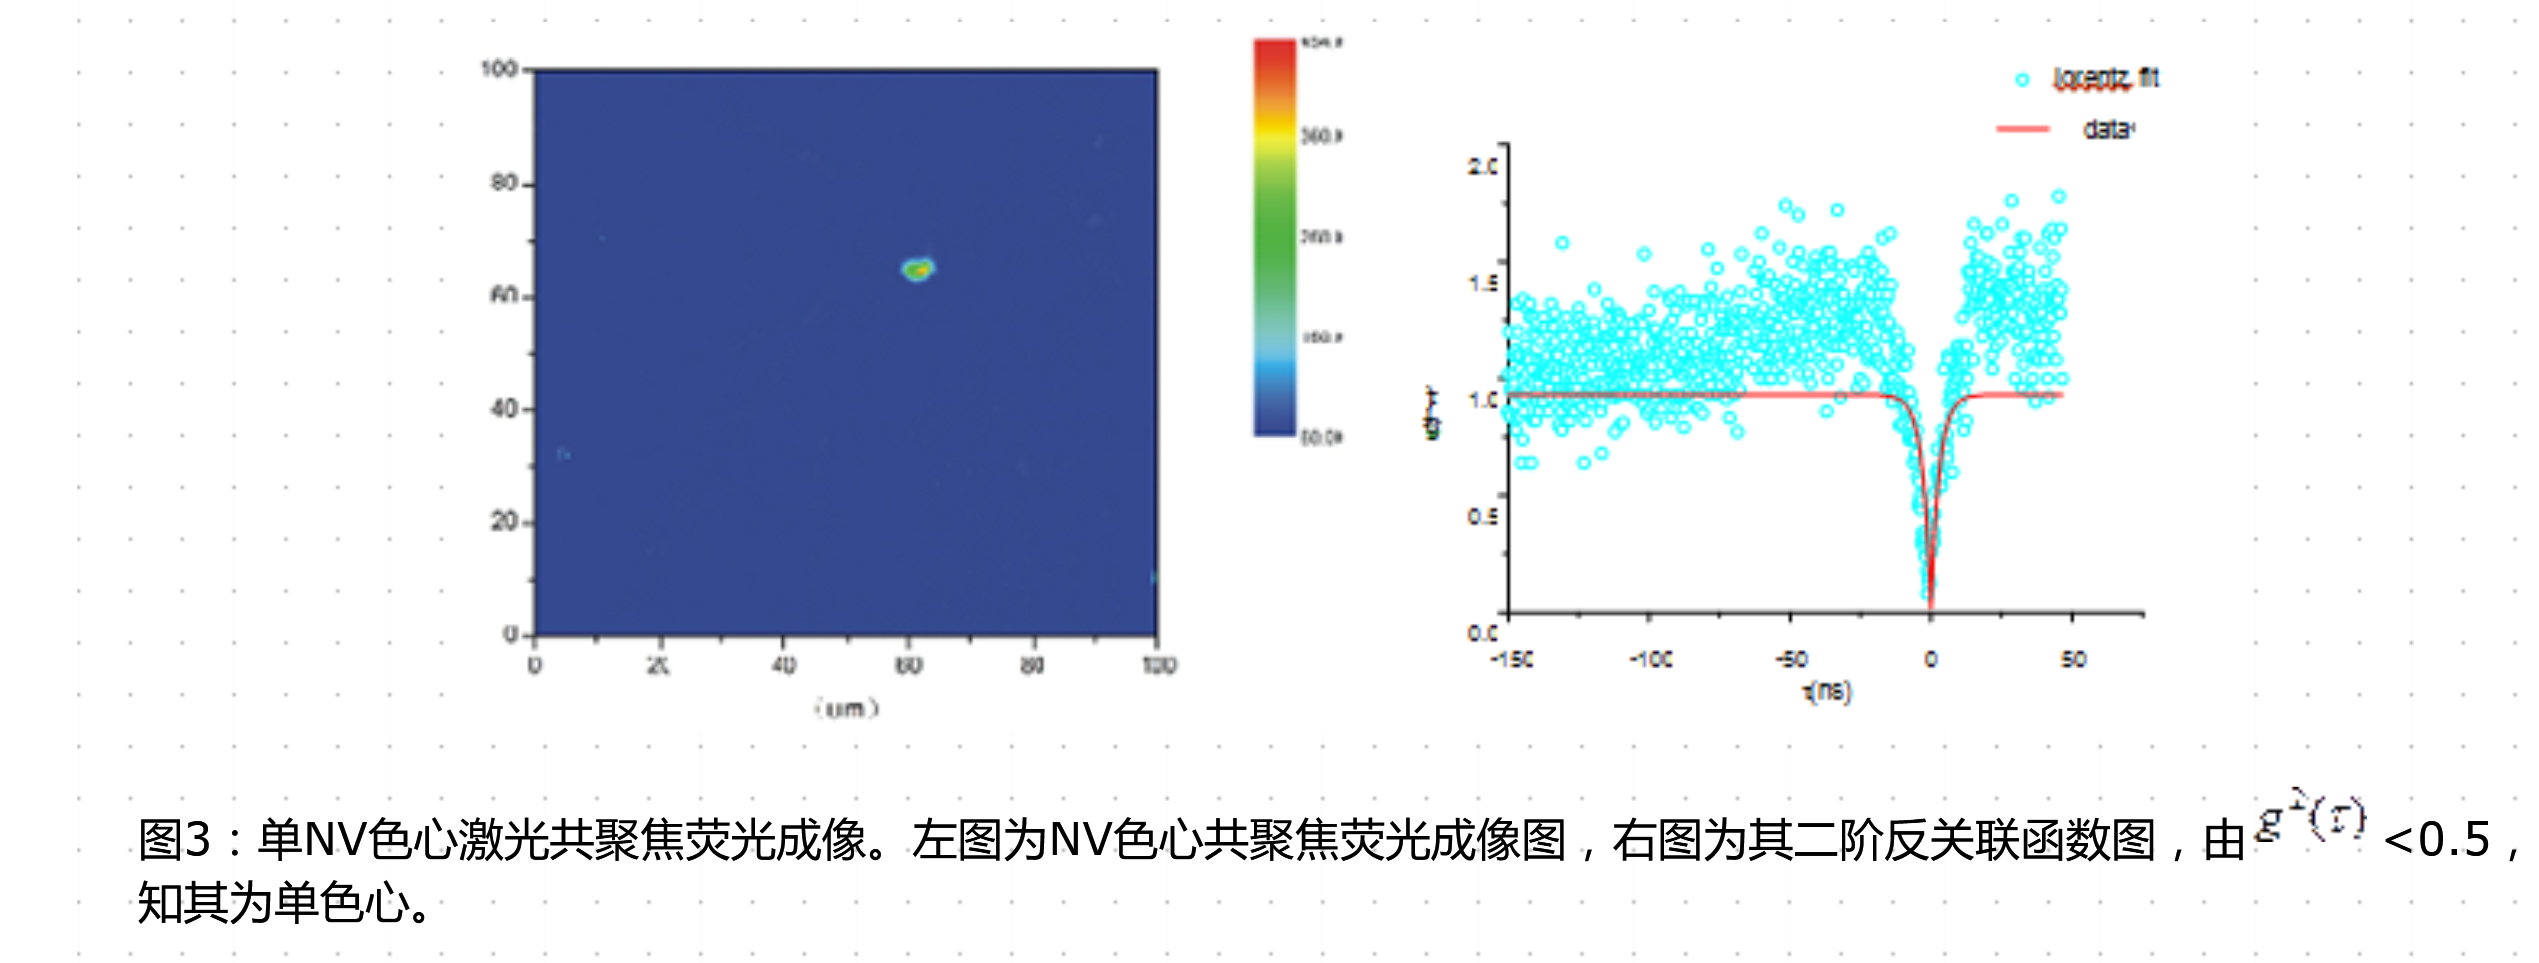 100
80
60
40
20
0
0 20 40 60 80 100
(um)
lorentz fit
data
2.0
1.5
1.0
0.5
0.0
-150 -100 -50 0 50
τ(ns)
图3：单NV色心激光共聚焦荧光成像。左图为NV色心共聚焦荧光成像图，右图为其二阶反关联函数图，由g²(τ)<0.5，
知其为单色心。